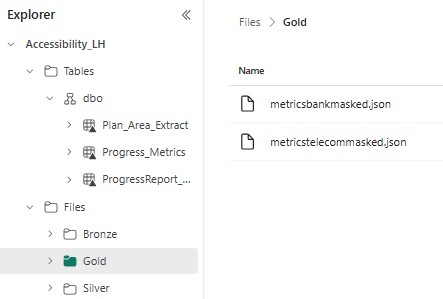 Explorer
Accessibility_LH
Tables
dbo
Plan_Area_Extract
Progress_Metrics
ProgressReport_...
Files
Bronze
Gold
Silver
Files > Gold
Name
metricsbankmasked.json
metricstelecommasked.json